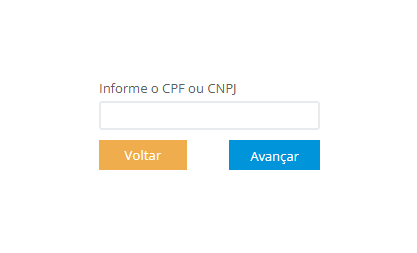 Informe o CPF ou CNPJ
Voltar
Avançar